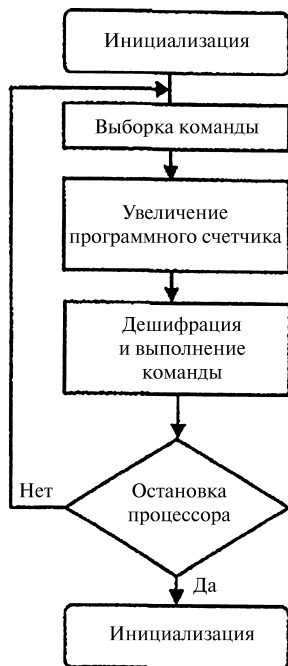 Инициализация
Выборка команды
Увеличение
программного счетчика
Дешифрация
и выполнение
команды
Остановка
процессора
Нет
Да
Инициализация